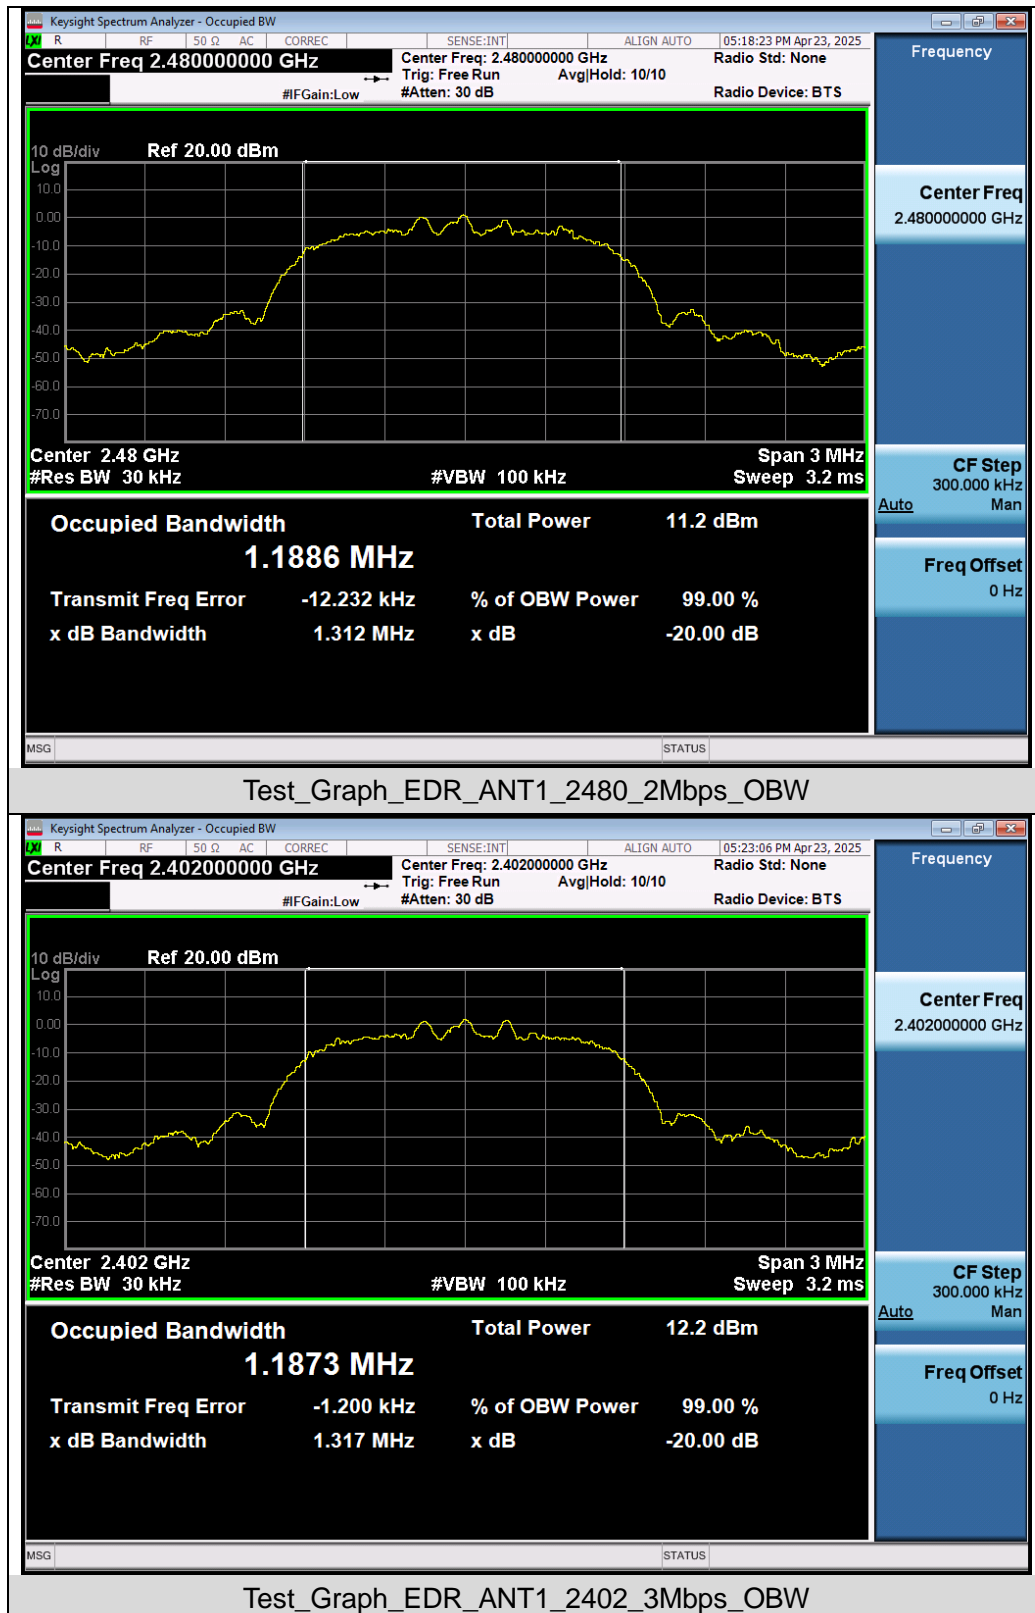 Keysight Spectrum Analyzer - Occupied BW
LXI R RF 50 Ω AC CORREC SENSE:INT ALIGN AUTO 05:18:23 PM Apr 23, 2025
Center Freq 2.480000000 GHz Center Freq: 2.480000000 GHz Radio Std: None
Trig: Free Run Avg|Hold: 10/10
#IFGain:Low #Atten: 30 dB Radio Device: BTS
Frequency
10 dB/div Ref 20.00 dBm
Log
10.0
0.00
-10.0
-20.0
-30.0
-40.0
-50.0
-60.0
-70.0
Center 2.48 GHz Span 3 MHz
#Res BW 30 kHz #VBW 100 kHz Sweep 3.2 ms
Center Freq
2.480000000 GHz
CF Step
300.000 kHz
Auto Man
Freq Offset
0 Hz
Occupied Bandwidth Total Power 11.2 dBm
1.1886 MHz
Transmit Freq Error -12.232 kHz % of OBW Power 99.00 %
x dB Bandwidth 1.312 MHz x dB -20.00 dB
MSG STATUS
Test_Graph_EDR_ANT1_2480_2Mbps_OBW
Keysight Spectrum Analyzer - Occupied BW
LXI R RF 50 Ω AC CORREC SENSE:INT ALIGN AUTO 05:23:06 PM Apr 23, 2025
Center Freq 2.402000000 GHz Center Freq: 2.402000000 GHz Radio Std: None
Trig: Free Run Avg|Hold: 10/10
#IFGain:Low #Atten: 30 dB Radio Device: BTS
Frequency
10 dB/div Ref 20.00 dBm
Log
10.0
0.00
-10.0
-20.0
-30.0
-40.0
-50.0
-60.0
-70.0
Center 2.402 GHz Span 3 MHz
#Res BW 30 kHz #VBW 100 kHz Sweep 3.2 ms
Center Freq
2.402000000 GHz
CF Step
300.000 kHz
Auto Man
Freq Offset
0 Hz
Occupied Bandwidth Total Power 12.2 dBm
1.1873 MHz
Transmit Freq Error -1.200 kHz % of OBW Power 99.00 %
x dB Bandwidth 1.317 MHz x dB -20.00 dB
MSG STATUS
Test_Graph_EDR_ANT1_2402_3Mbps_OBW